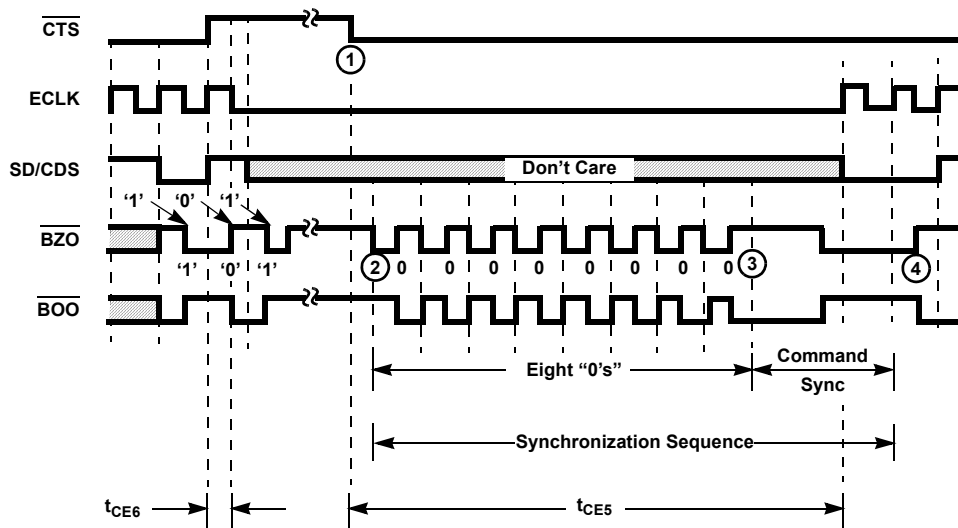 CTS
1
ECLK
SD/CDS
Don't Care
'1' '0' '1'
BZO
2 0 0 0 0 0 0 0 0 3 4
'1' '0' '1'
BOO
Eight "0's"
Command
Sync
Synchronization Sequence
tCE6
tCE5